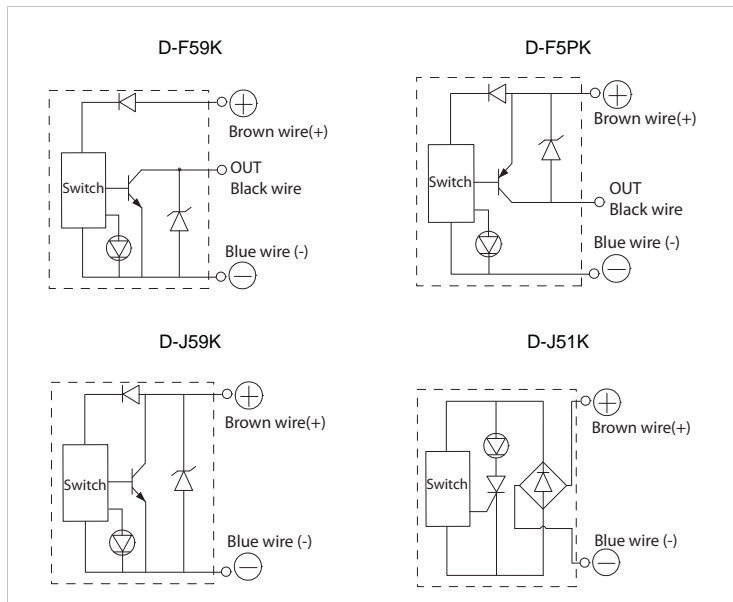 D-F59K
Brown wire(+)
OUT
Black wire
Switch
Blue wire (-)
D-F5PK
Brown wire(+)
Switch
OUT
Black wire
Blue wire (-)
D-J59K
Brown wire(+)
Switch
Blue wire (-)
D-J51K
Brown wire(+)
Switch
Blue wire (-)